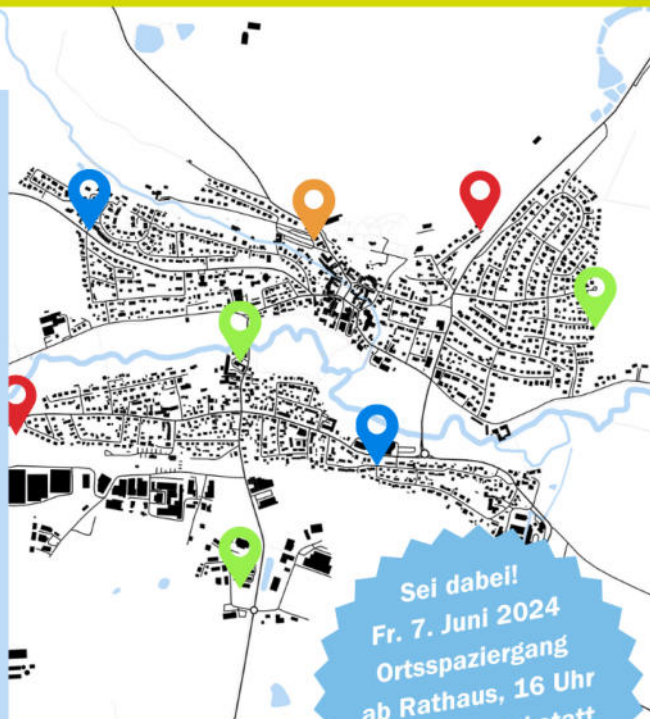 Sei dabei!
Fr. 7. Juni 2024
Ortsspaziergang
ab Rathaus, 16 Uhr